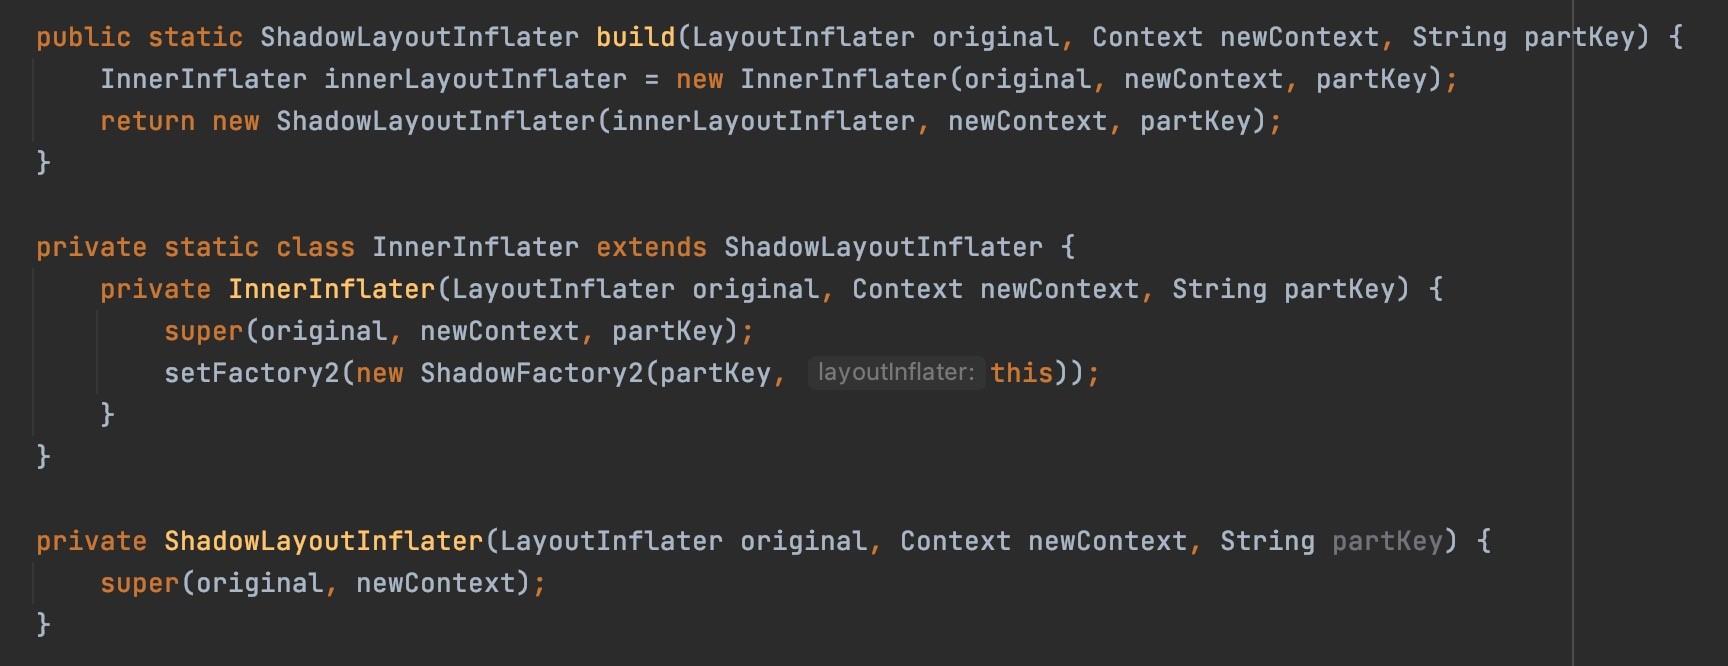 public static ShadowLayoutInflater build(LayoutInflater original, Context newContext, String partKey) {
    InnerInflater innerLayoutInflater = new InnerInflater(original, newContext, partKey);
    return new ShadowLayoutInflater(innerLayoutInflater, newContext, partKey);
}

private static class InnerInflater extends ShadowLayoutInflater {
    private InnerInflater(LayoutInflater original, Context newContext, String partKey) {
        super(original, newContext, partKey);
        setFactory2(new ShadowFactory2(partKey, layoutInflater: this));
    }
}

private ShadowLayoutInflater(LayoutInflater original, Context newContext, String partKey) {
    super(original, newContext);
}